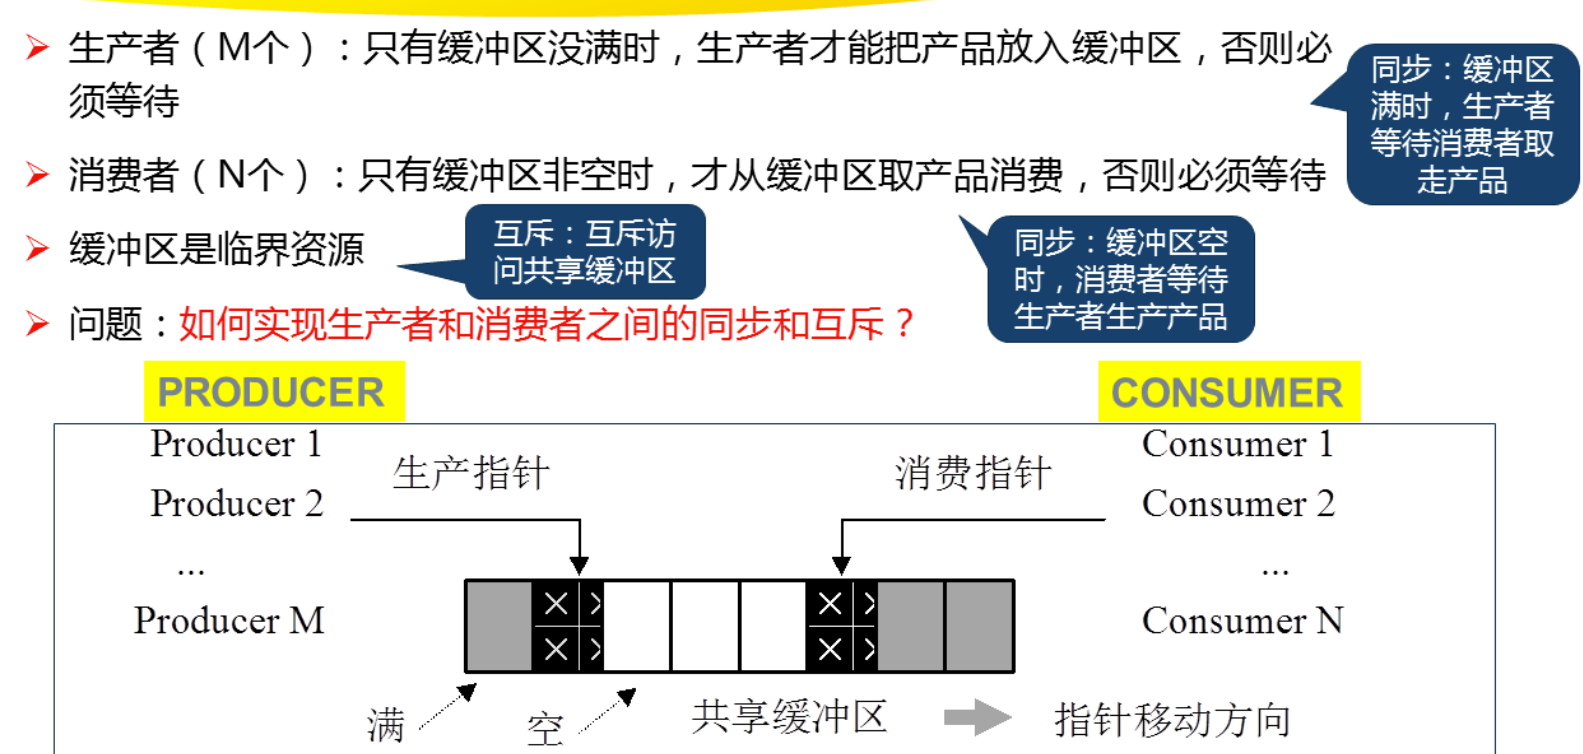 生产者（M个）：只有缓冲区没满时，生产者才能把产品放入缓冲区，否则必
须等待
同步：缓冲区
满时，生产者
等待消费者取
走产品
消费者（N个）：只有缓冲区非空时，才从缓冲区取产品消费，否则必须等待
缓冲区是临界资源
互斥：互斥访
问共享缓冲区
同步：缓冲区空
时，消费者等待
生产者生产产品
问题：如何实现生产者和消费者之间的同步和互斥？
PRODUCER
CONSUMER
Producer 1
Producer 2
...
Producer M
生产指针
消费指针
Consumer 1
Consumer 2
...
Consumer N
满
空
共享缓冲区
指针移动方向